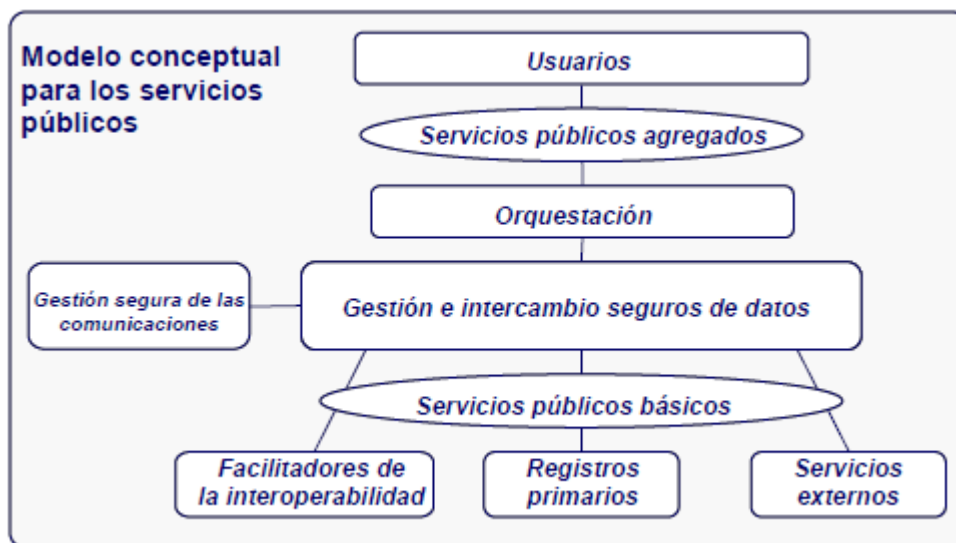 Modelo conceptual
para los servicios
públicos
Usuarios
Servicios públicos agregados
Orquestación
Gestión segura de las
comunicaciones
Gestión e intercambio seguros de datos
Servicios públicos básicos
Facilitadores de
la interoperabilidad
Registros
primarios
Servicios
externos